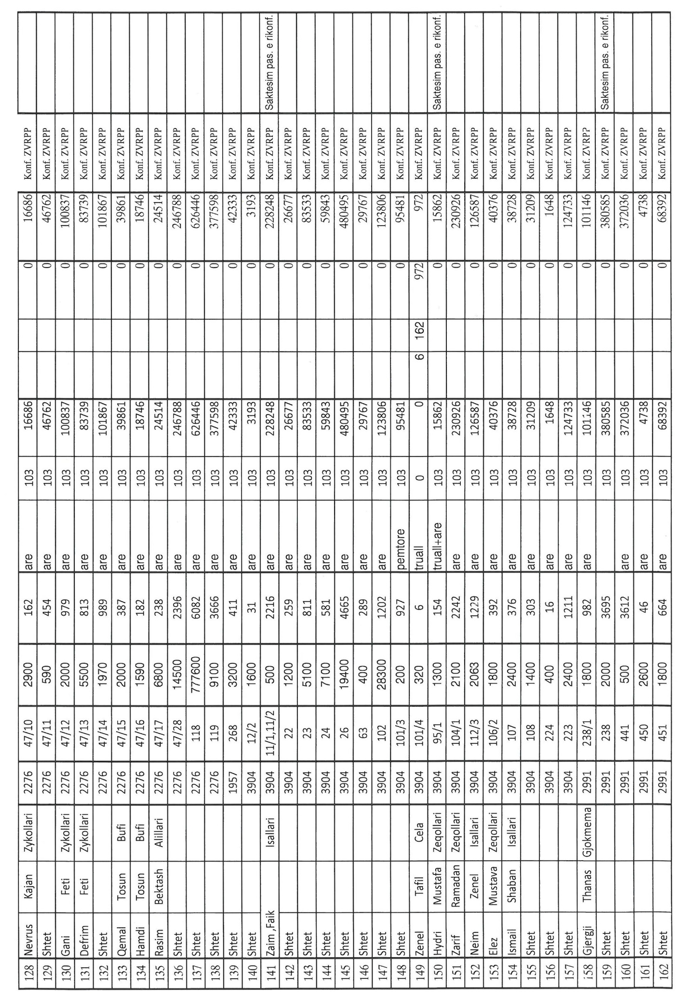 128 Nevrus Kajan Zykollari 2276 47/10 2900 162 are 103 16686 0 16686 Konf. ZVRPP
129 Shtet 2276 47/11 590 454 are 103 46762 0 46762 Konf. ZVRPP
130 Gani Feti Zykollari 2276 47/12 2000 979 are 103 100837 0 100837 Konf. ZVRPP
131 Defrim Feti Zykollari 2276 47/13 5500 813 are 103 83739 0 83739 Konf. ZVRPP
132 Shtet 2276 47/14 1970 989 are 103 101867 0 101867 Konf. ZVRPP
133 Qemal Tosun Bufi 2276 47/15 2000 387 are 103 39861 0 39861 Konf. ZVRPP
134 Hamdi Tosun Bufi 2276 47/16 1590 182 are 103 18746 0 18746 Konf. ZVRPP
135 Rasim Bektash Alillari 2276 47/17 6800 238 are 103 24514 0 24514 Konf. ZVRPP
136 Shtet 2276 47/28 14500 2396 are 103 246788 0 246788 Konf. ZVRPP
137 Shtet 2276 118 777600 6082 are 103 626446 0 626446 Konf. ZVRPP
138 Shtet 2276 119 9100 3666 are 103 377598 0 377598 Konf. ZVRPP
139 Shtet 1957 268 3200 411 are 103 42333 0 42333 Konf. ZVRPP
140 Shtet 3904 12/2 1600 31 are 103 3193 0 3193 Konf. ZVRPP
141 Zaim ,Faik Isallari 3904 11/1,11/2 500 2216 are 103 228248 0 228248 Konf. ZVRPP Saktesim pas. e rikonf.
142 Shtet 3904 22 1200 259 are 103 26677 0 26677 Konf. ZVRPP
143 Shtet 3904 23 5100 811 are 103 83533 0 83533 Konf. ZVRPP
144 Shtet 3904 24 7100 581 are 103 59843 0 59843 Konf. ZVRPP
145 Shtet 3904 26 19400 4665 are 103 480495 0 480495 Konf. ZVRPP
146 Shtet 3904 63 400 289 are 103 29767 0 29767 Konf. ZVRPP
147 Shtet 3904 102 28300 1202 are 103 123806 0 123806 Konf. ZVRPP
148 Shtet 3904 101/3 200 927 pemtore 103 95481 0 95481 Konf. ZVRPP
149 Zenel Tafil Cela 3904 101/4 320 6 truall 0 0 6 162 972 972 Konf. ZVRPP
150 Hydri Mustafa Zeqollari 3904 95/1 1300 154 truall+are 103 15862 0 15862 Konf. ZVRPP Saktesim pas. e rikonf.
151 Zarif Ramadan Zeqollari 3904 104/1 2100 2242 are 103 230926 0 230926 Konf. ZVRPP
152 Neim Zenel Isallari 3904 112/3 2063 1229 are 103 126587 0 126587 Konf. ZVRPP
153 Elez Mustava Zeqollari 3904 106/2 1800 392 are 103 40376 0 40376 Konf. ZVRPP
154 Ismail Shaban Isallari 3904 107 2400 376 are 103 38728 0 38728 Konf. ZVRPP
155 Shtet 3904 108 1400 303 are 103 31209 0 31209 Konf. ZVRPP
156 Shtet 3904 224 400 16 are 103 1648 0 1648 Konf. ZVRPP
157 Shtet 3904 223 2400 1211 are 103 124733 0 124733 Konf. ZVRPP
158 Gjergji Thanas Gjokmema 2991 238/1 1800 982 are 103 101146 0 101146 Konf. ZVRPP
159 Shtet 2991 238 2000 3695 103 380585 0 380585 Konf. ZVRPP Saktesim pas. e rikonf.
160 Shtet 2991 441 500 3612 are 103 372036 0 372036 Konf. ZVRPP
161 Shtet 2991 450 2600 46 are 103 4738 0 4738 Konf. ZVRPP
162 Shtet 2991 451 1800 664 are 103 68392 0 68392 Konf. ZVRPP